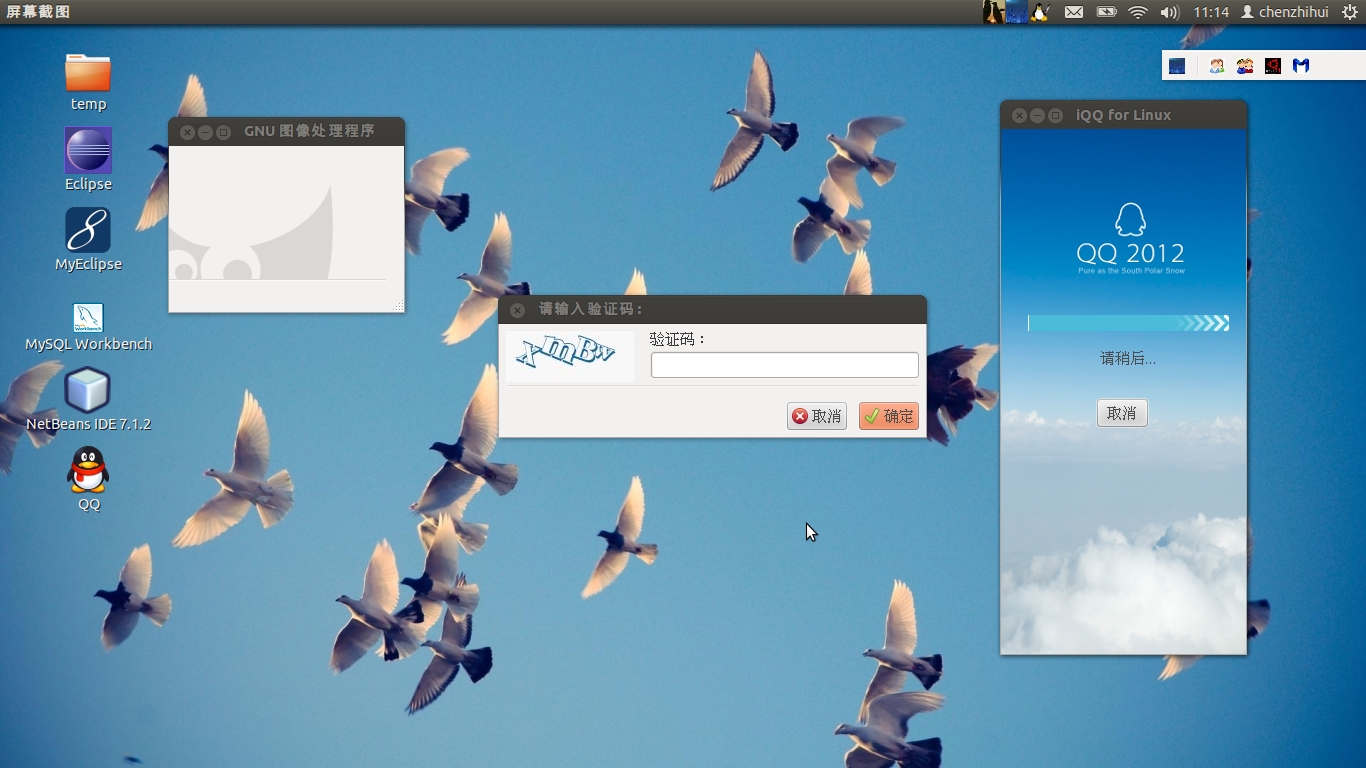 屏幕截图
11:14
chenzhihui
temp
Eclipse
MyEclipse
MySQL Workbench
NetBeans IDE 7.1.2
QQ
GNU 图像处理程序
请输入验证码:
xmBw
验证码：
取消
确定
iQQ for Linux
QQ 2012
Pure as the South Polar Snow
请稍后...
取消